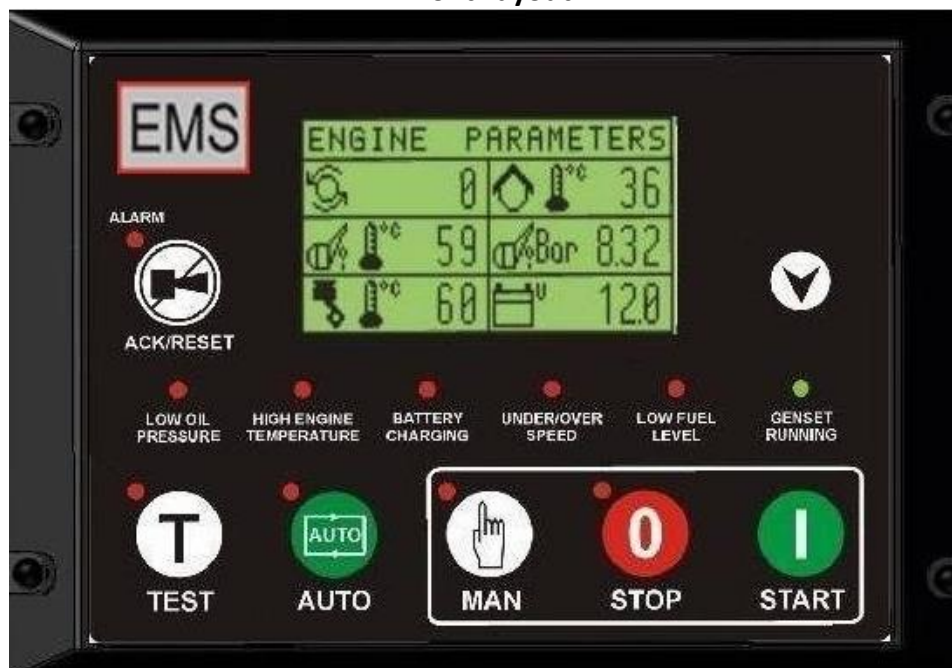 EMS
ENGINE PARAMETERS
0 °C 36
°C 59 Bar 8.32
°C 60 V 12.0
ALARM
ACK/RESET
LOW OIL PRESSURE
HIGH ENGINE TEMPERATURE
BATTERY CHARGING
UNDER/OVER SPEED
LOW FUEL LEVEL
GENSET RUNNING
T
AUTO
0
I
TEST
AUTO
MAN
STOP
START